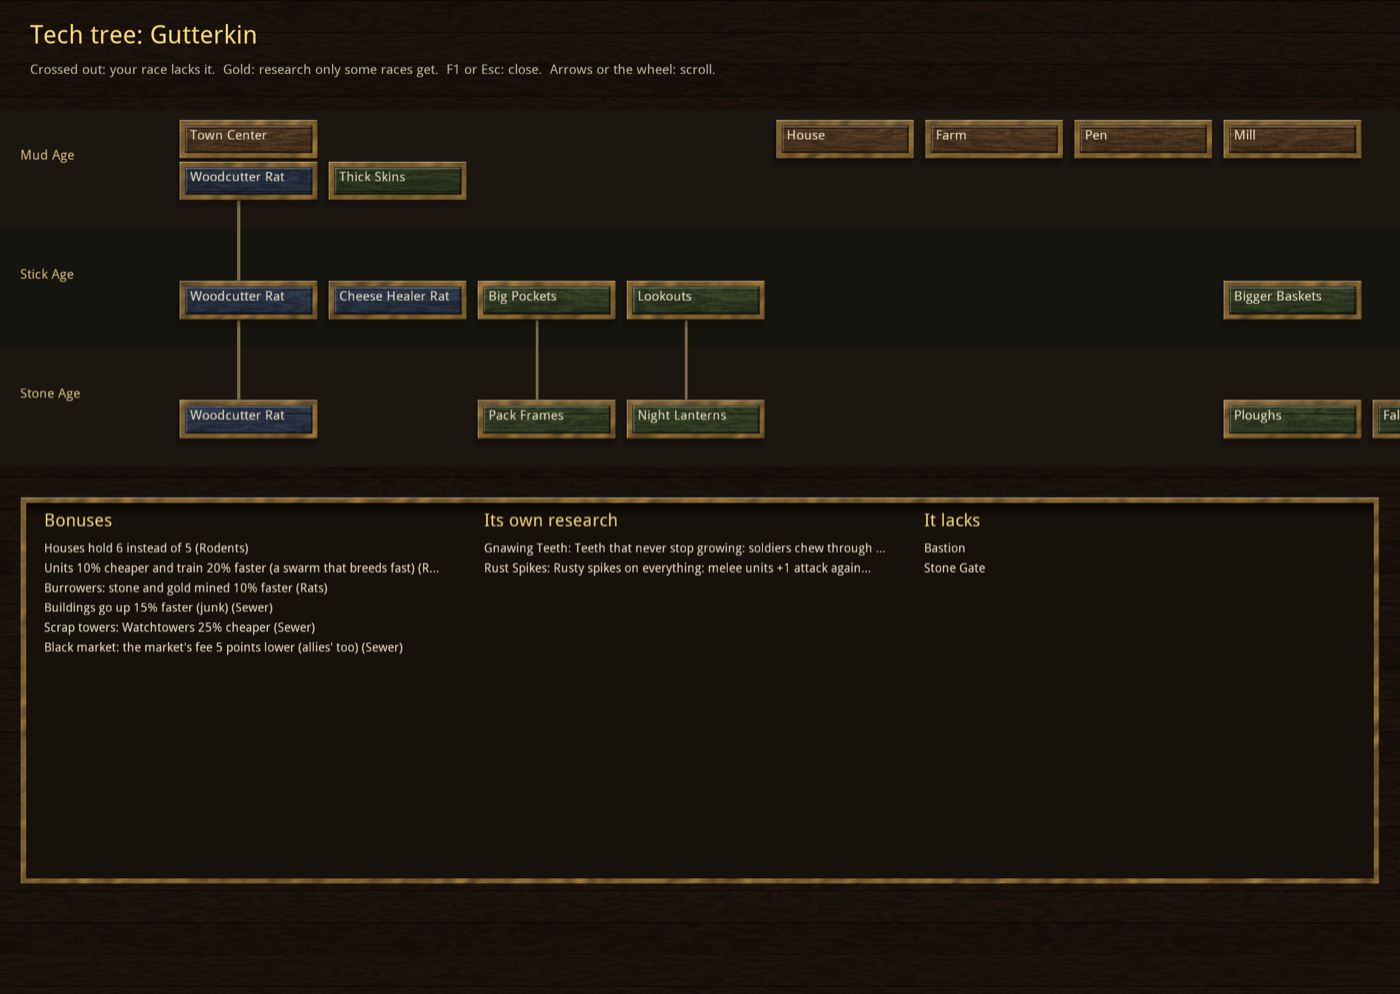 Tech tree: Gutterkin
Crossed out: your race lacks it.  Gold: research only some races get.  F1 or Esc: close.  Arrows or the wheel: scroll.
Mud Age
Town Center
House
Farm
Pen
Mill
Woodcutter Rat
Thick Skins
Stick Age
Woodcutter Rat
Cheese Healer Rat
Big Pockets
Lookouts
Bigger Baskets
Stone Age
Woodcutter Rat
Pack Frames
Night Lanterns
Ploughs
Fal
Bonuses
Houses hold 6 instead of 5 (Rodents)
Units 10% cheaper and train 20% faster (a swarm that breeds fast) (R...
Burrowers: stone and gold mined 10% faster (Rats)
Buildings go up 15% faster (junk) (Sewer)
Scrap towers: Watchtowers 25% cheaper (Sewer)
Black market: the market's fee 5 points lower (allies' too) (Sewer)
Its own research
Gnawing Teeth: Teeth that never stop growing: soldiers chew through ...
Rust Spikes: Rusty spikes on everything: melee units +1 attack again...
It lacks
Bastion
Stone Gate